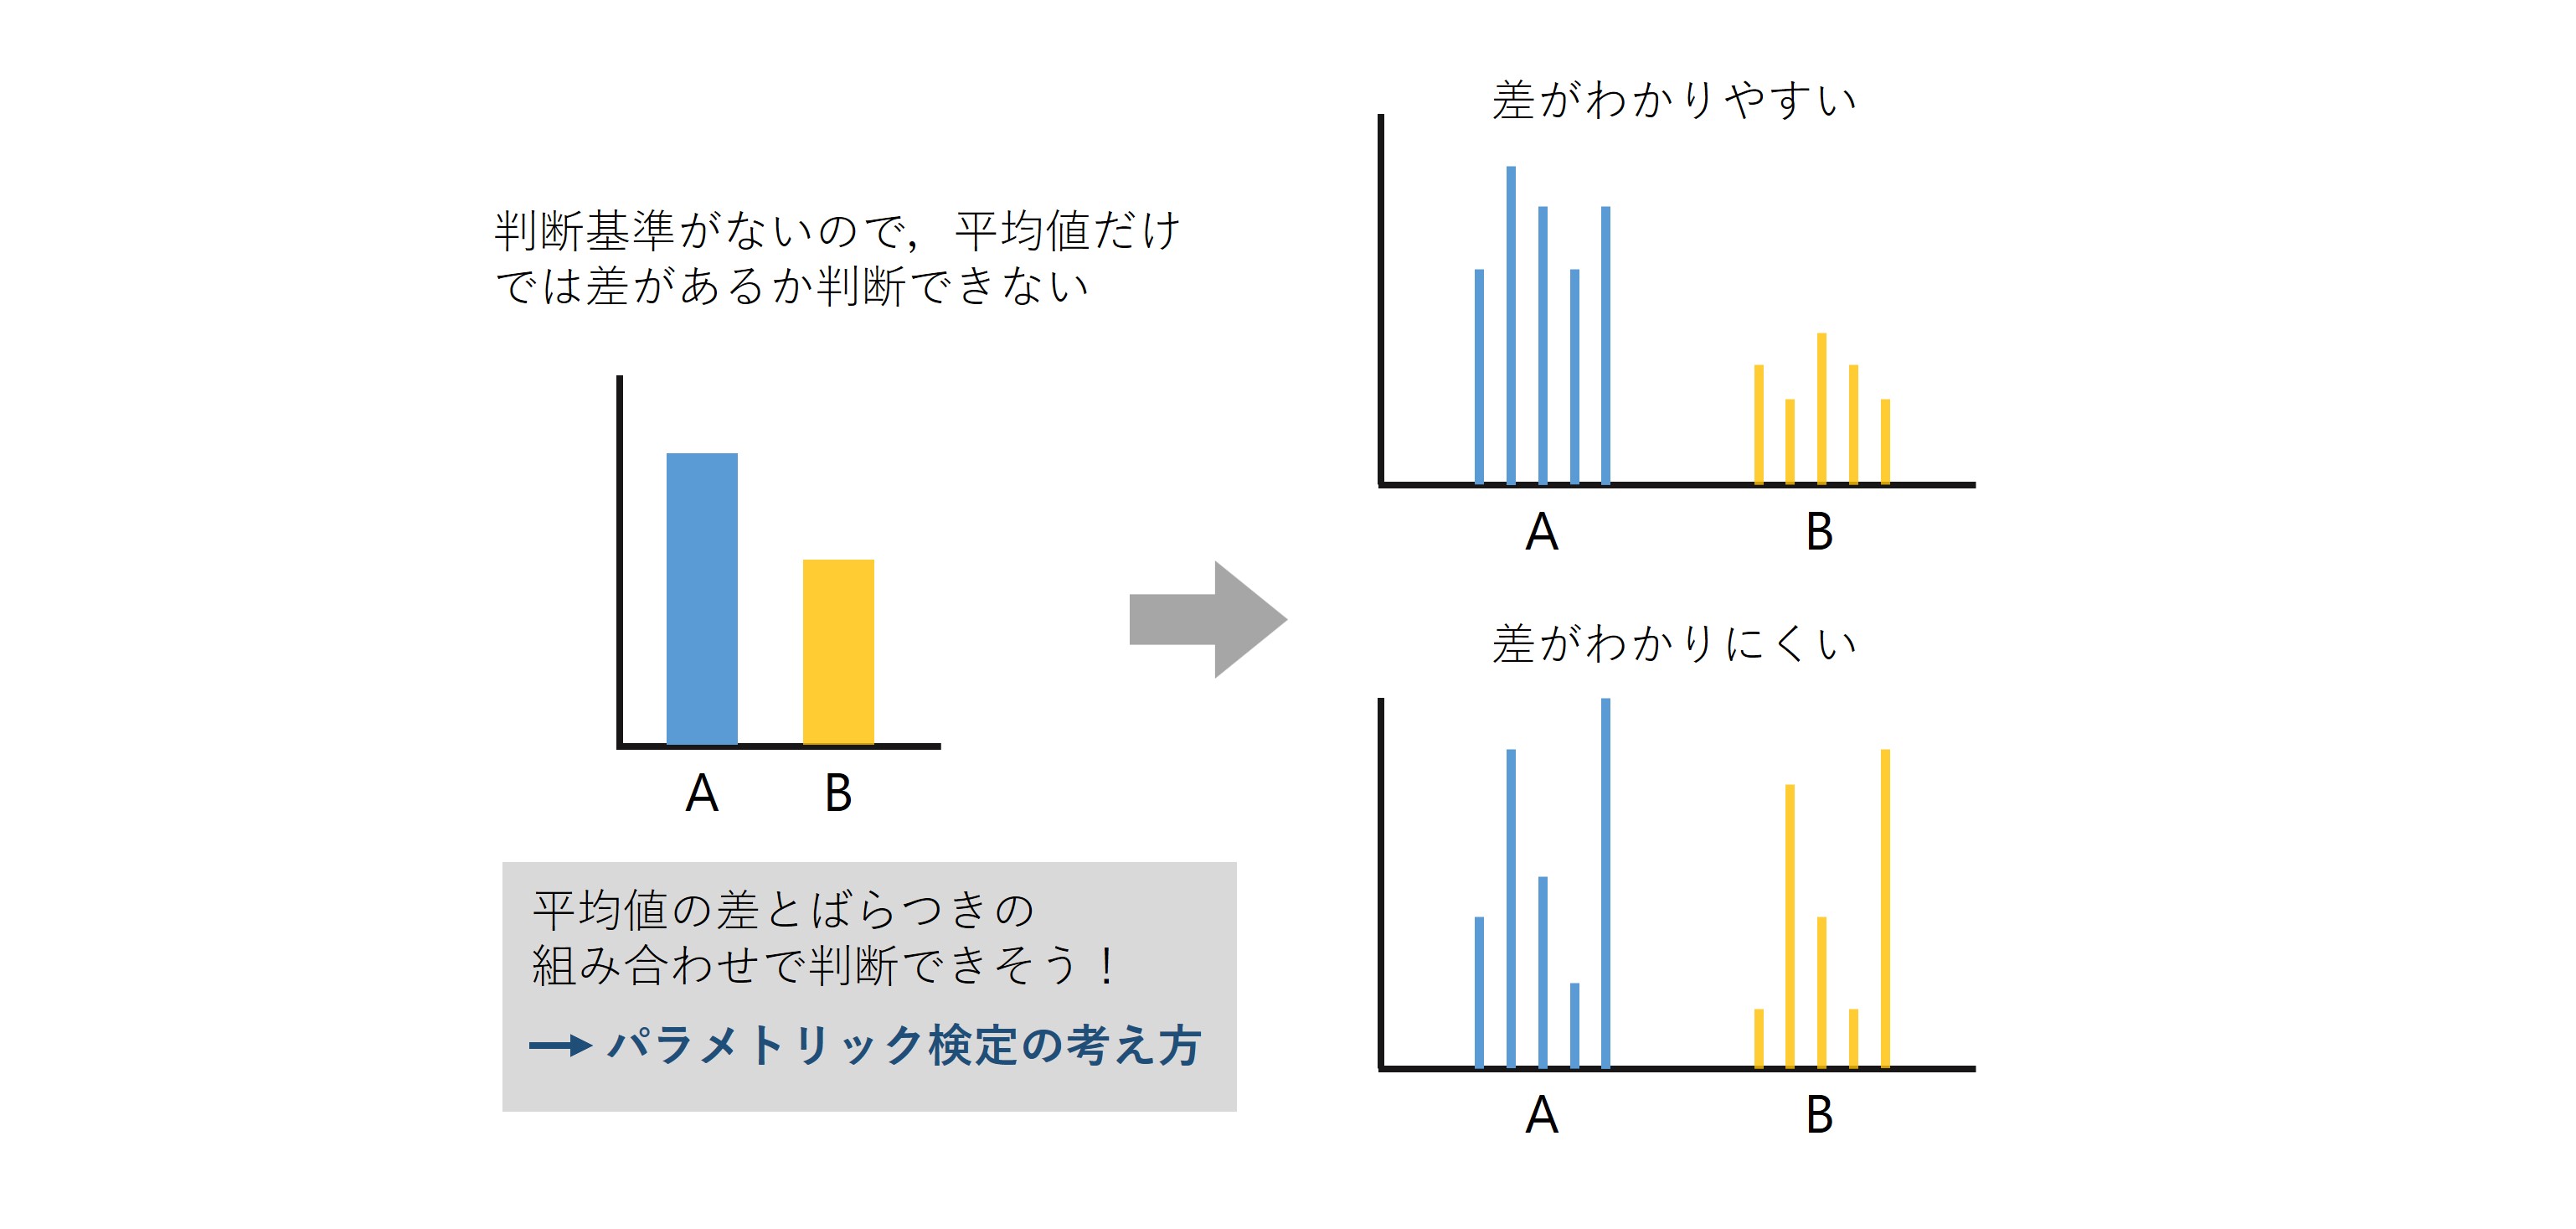 判断基準がないので，平均値だけ
では差があるか判断できない
A
B
平均値の差とばらつきの
組み合わせで判断できそう！
パラメトリック検定の考え方
差がわかりやすい
A
B
差がわかりにくい
A
B